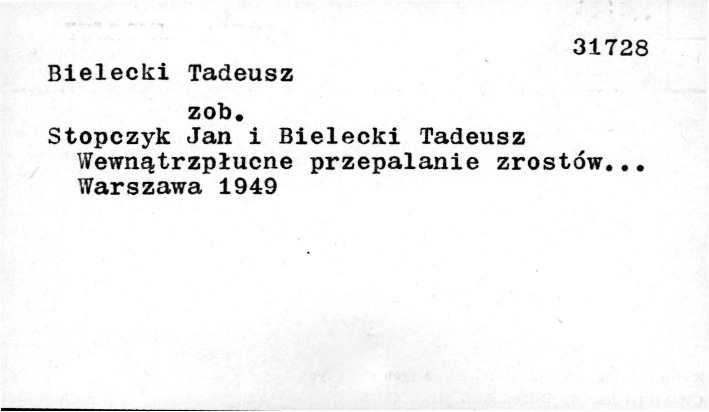 31728
Bielecki Tadeusz
zob.
Stopczyk Jan i Bielecki Tadeusz
Wewnątrzpłucne przepalanie zrostów...
Warszawa 1949